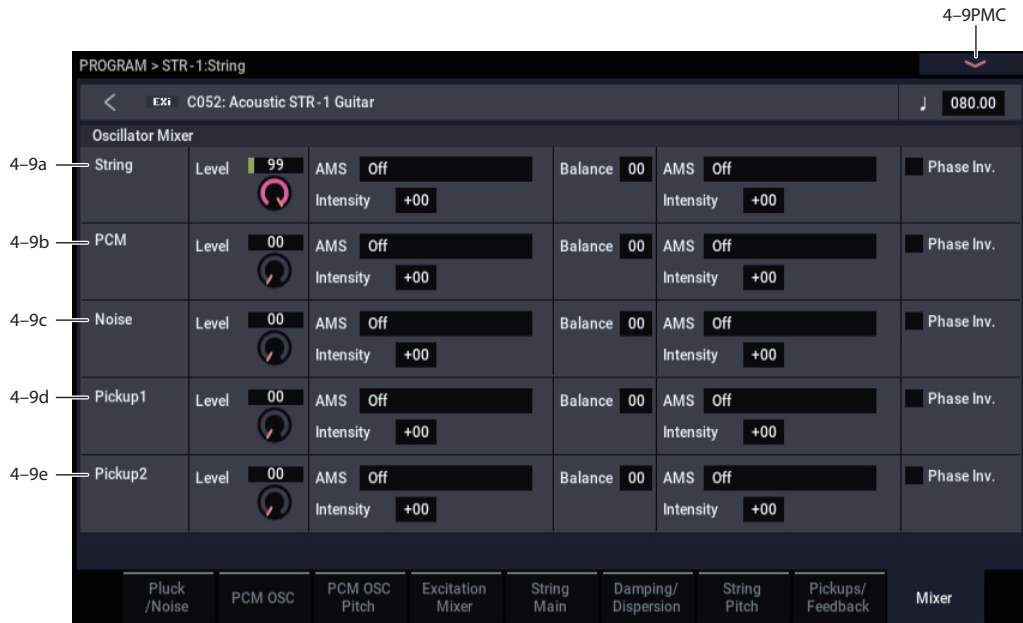 4–9PMC
PROGRAM > STR-1:String
EXi C052: Acoustic STR-1 Guitar
♩ 080.00
Oscillator Mixer
4–9a String Level 99 AMS Off Balance 00 AMS Off Phase Inv.
Intensity +00 Intensity +00
4–9b PCM Level 00 AMS Off Balance 00 AMS Off Phase Inv.
Intensity +00 Intensity +00
4–9c Noise Level 00 AMS Off Balance 00 AMS Off Phase Inv.
Intensity +00 Intensity +00
4–9d Pickup1 Level 00 AMS Off Balance 00 AMS Off Phase Inv.
Intensity +00 Intensity +00
4–9e Pickup2 Level 00 AMS Off Balance 00 AMS Off Phase Inv.
Intensity +00 Intensity +00
Pluck
/Noise
PCM OSC
PCM OSC
Pitch
Excitation
Mixer
String
Main
Damping/
Dispersion
String
Pitch
Pickups/
Feedback
Mixer